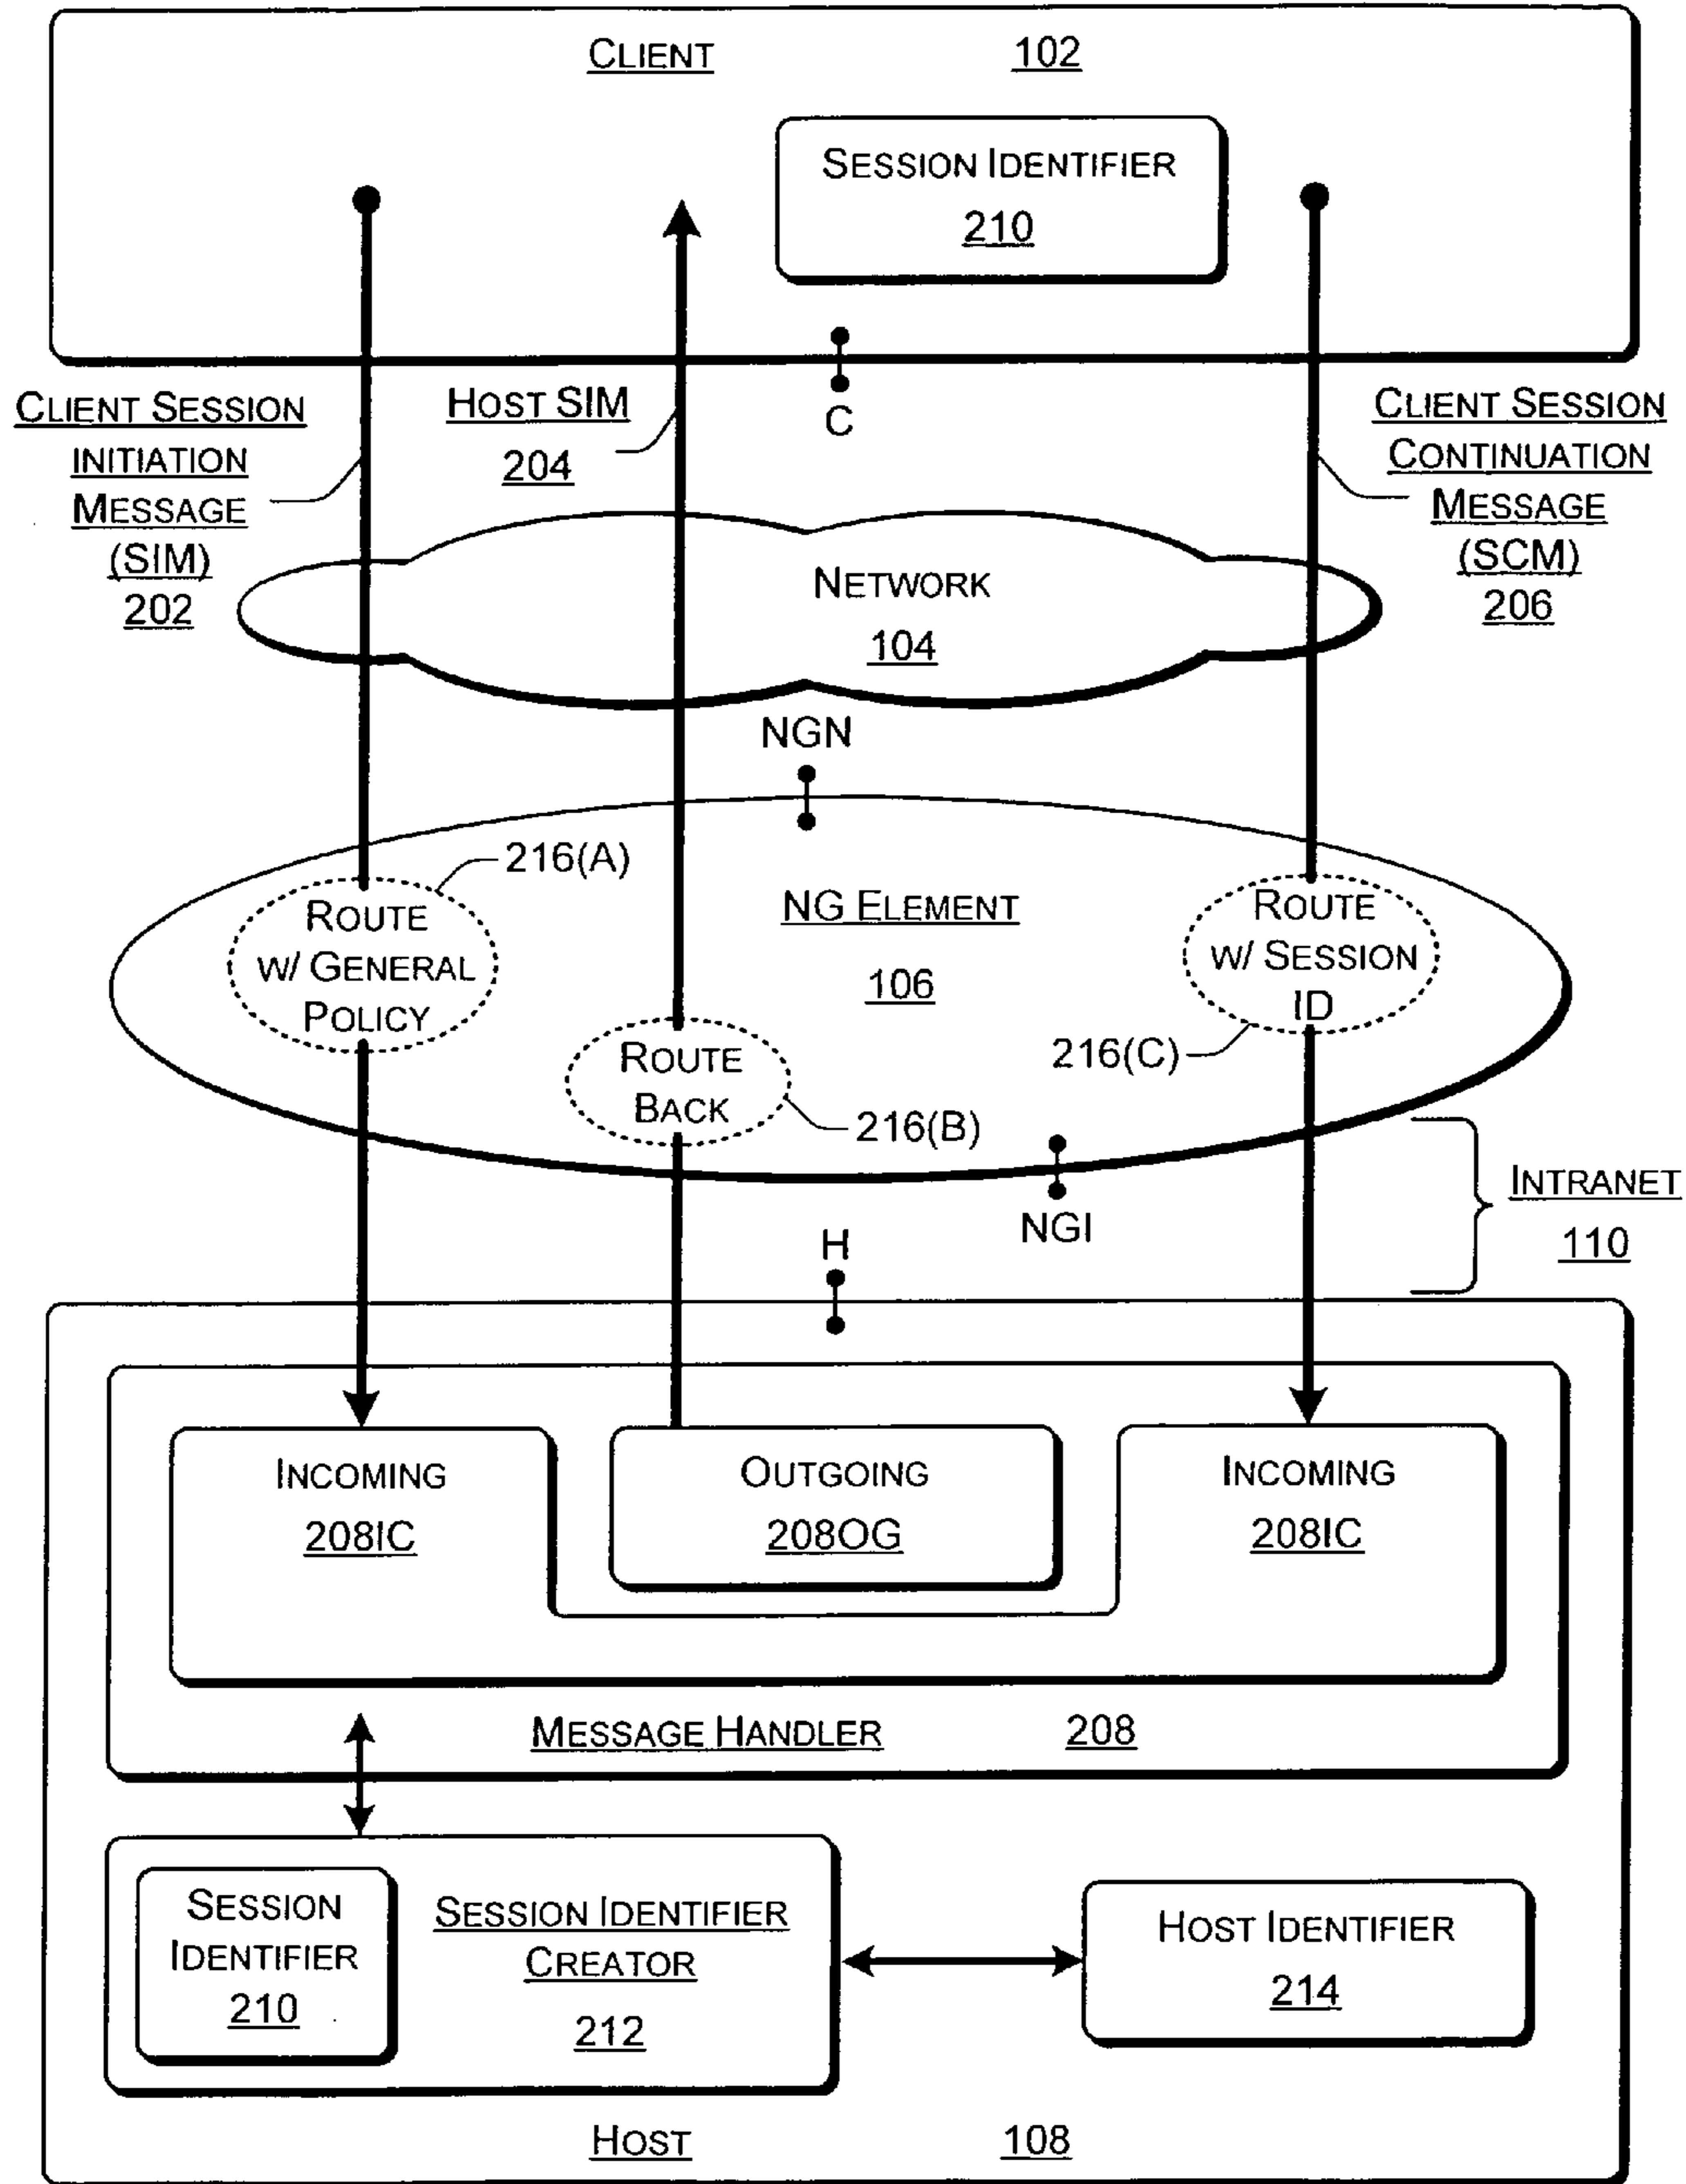 CLIENT 102
SESSION IDENTIFIER
210
CLIENT SESSION
INITIATION
MESSAGE
(SIM)
202
HOST SIM
204
C
CLIENT SESSION
CONTINUATION
MESSAGE
(SCM)
206
NETWORK
104
NGN
216(A)
ROUTE
W/ GENERAL
POLICY
NG ELEMENT
106
ROUTE
W/ SESSION
ID
216(C)
ROUTE
BACK
216(B)
NGI
INTRANET
110
H
INCOMING
208IC
OUTGOING
208OG
INCOMING
208IC
MESSAGE HANDLER 208
SESSION
IDENTIFIER
210
SESSION IDENTIFIER
CREATOR
212
HOST IDENTIFIER
214
HOST 108